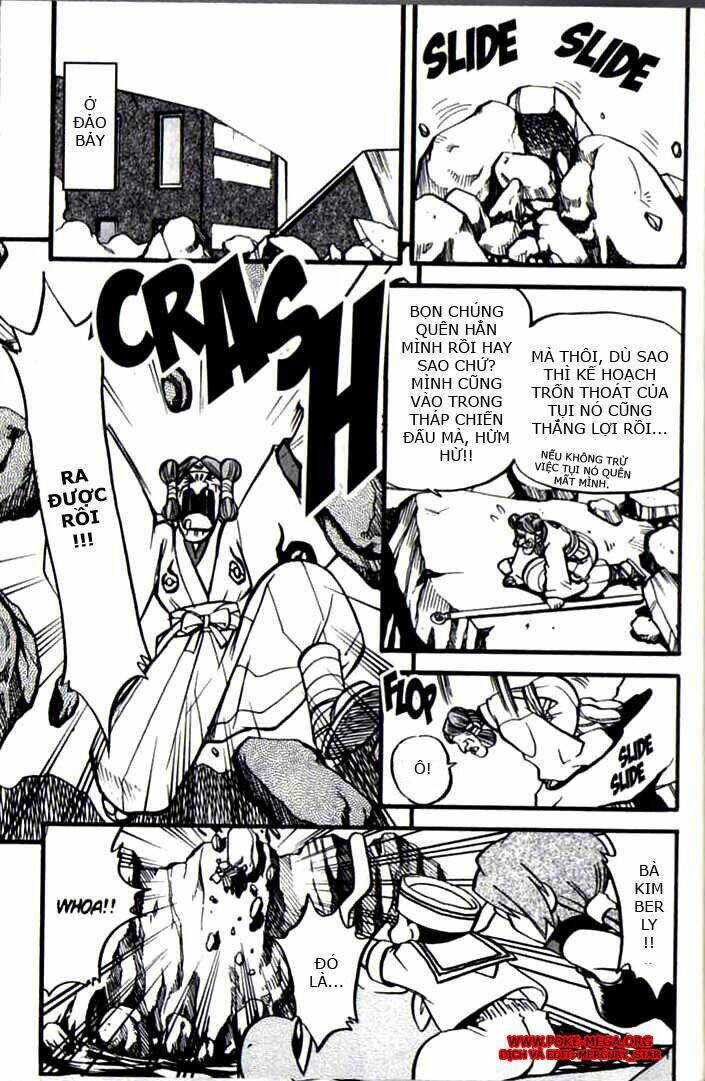 SLIDE
SLIDE
Ở
ĐẢO
BẢY
CRASH
RA
ĐƯỢC
RỒI
!!!
BỌN CHÚNG
QUÊN HẲN
MÌNH RỒI HAY
SAO CHỨ?
MÌNH CŨNG
VÀO TRONG
THÁP CHIẾN
ĐẤU MÀ, HỪM
HỪ!!
MÀ THÔI, DÙ SAO
THÌ KẾ HOẠCH
TRỐN THOÁT CỦA
TỤI NÓ CŨNG
THẮNG LỢI RỒI...
NẾU KHÔNG TRỪ
VIỆC TỤI NÓ QUÊN
MẤT MÌNH.
FLOP
Ô!
SLIDE
SLIDE
WHOA!!
ĐÓ
LÀ...
BÀ
KIM
BER
LY
!!
WWW.POKE-MEGA.ORG
DỊCH VÀ EDIT: MERCURY_STAR